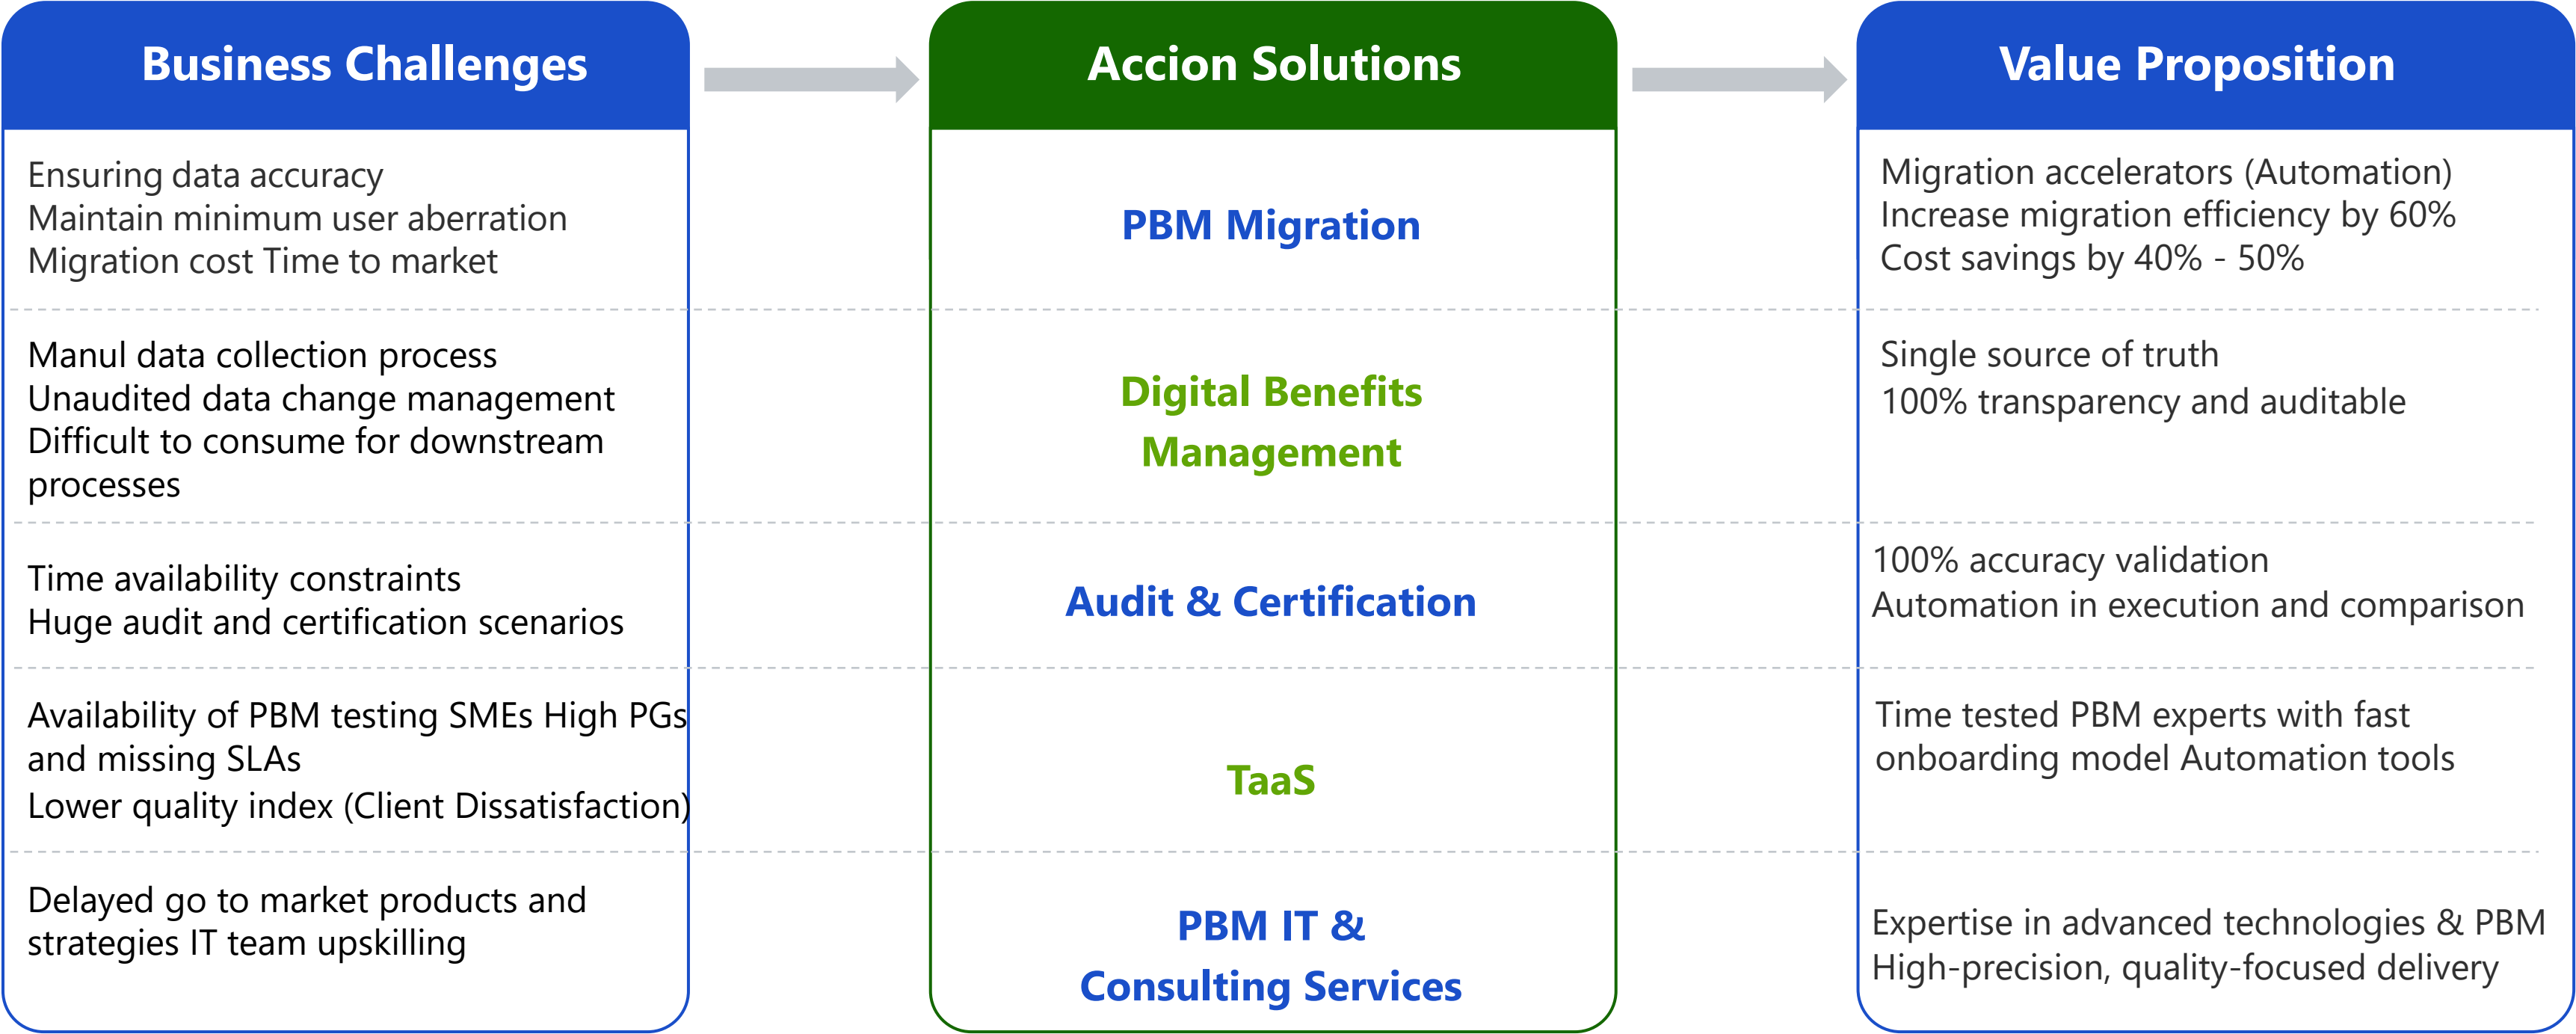 Business Challenges
Accion Solutions
Value Proposition
Ensuring data accuracy
Maintain minimum user aberration
Migration cost Time to market
PBM Migration
Migration accelerators (Automation)
Increase migration efficiency by 60%
Cost savings by 40% - 50%
Manul data collection process
Unaudited data change management
Difficult to consume for downstream
processes
Digital Benefits
Management
Single source of truth
100% transparency and auditable
Time availability constraints
Huge audit and certification scenarios
Audit & Certification
100% accuracy validation
Automation in execution and comparison
Availability of PBM testing SMEs High PGs
and missing SLAs
Lower quality index (Client Dissatisfaction)
TaaS
Time tested PBM experts with fast
onboarding model Automation tools
Delayed go to market products and
strategies IT team upskilling
PBM IT &
Consulting Services
Expertise in advanced technologies & PBM
High-precision, quality-focused delivery